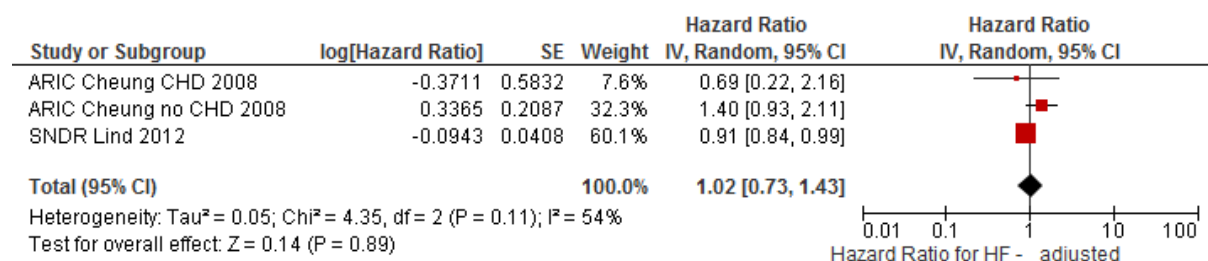 Hazard Ratio Hazard Ratio
Study or Subgroup log[Hazard Ratio] SE Weight IV, Random, 95% CI IV, Random, 95% CI
ARIC Cheung CHD 2008 -0.3711 0.5832 7.6% 0.69 [0.22, 2.16]
ARIC Cheung no CHD 2008 0.3365 0.2087 32.3% 1.40 [0.93, 2.11]
SNDR Lind 2012 -0.0943 0.0408 60.1% 0.91 [0.84, 0.99]
Total (95% CI) 100.0% 1.02 [0.73, 1.43]
Heterogeneity: Tau² = 0.05; Chi² = 4.35, df = 2 (P = 0.11); I² = 54%
Test for overall effect: Z = 0.14 (P = 0.89)
0.01 0.1 1 10 100
Hazard Ratio for HF - adjusted